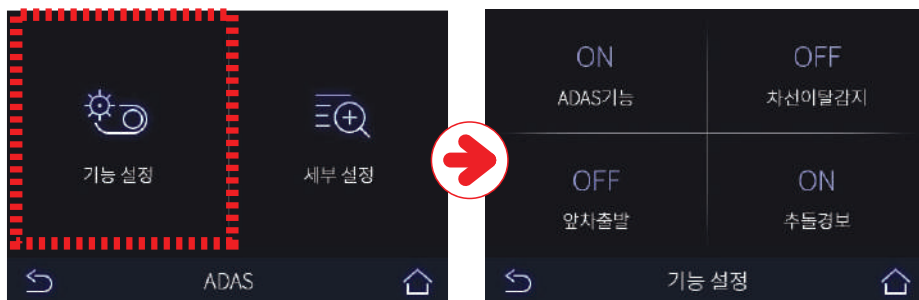 기능 설정
세부 설정
ADAS
ON
ADAS기능
OFF
차선이탈감지
OFF
앞차출발
ON
추돌경보
기능 설정